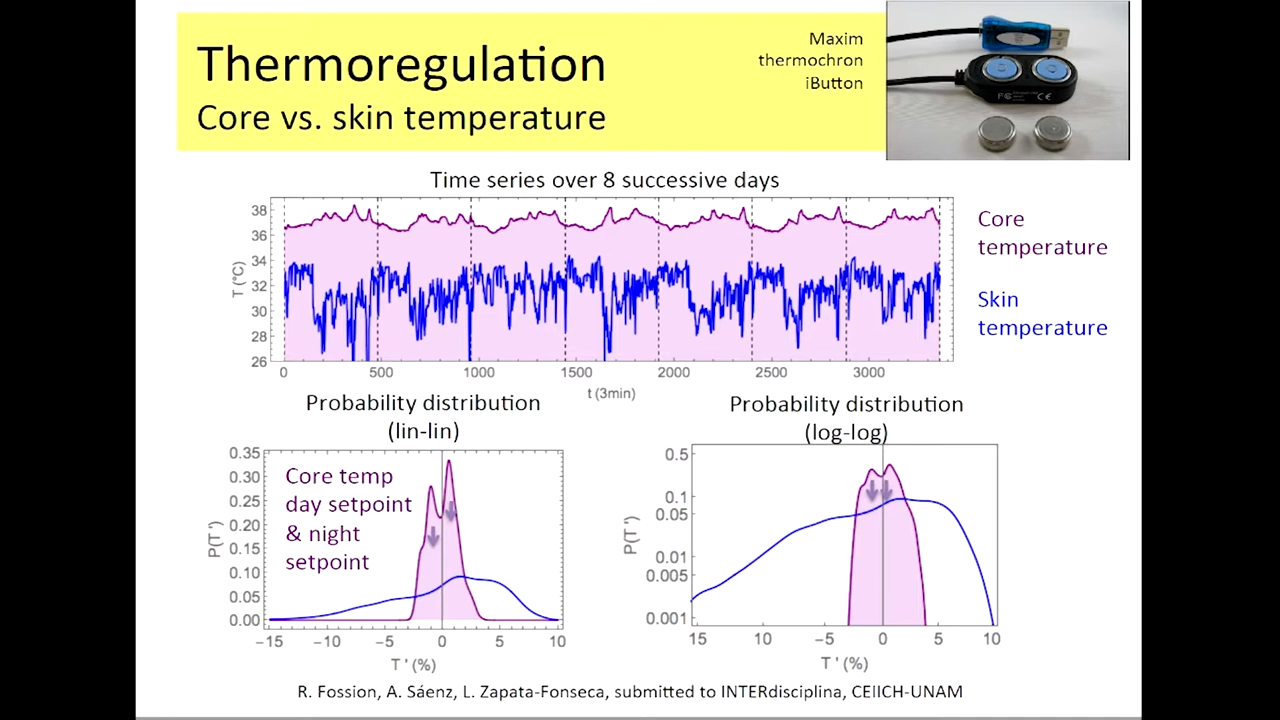 Thermoregulation
Core vs. skin temperature
Maxim
thermochron
iButton
FC CE
Time series over 8 successive days
38
36
34
32
30
28
26
T (°C)
0 500 1000 1500 2000 2500 3000
t (3min)
Core
temperature
Skin
temperature
Probability distribution
(lin-lin)
0.35
0.30
0.25
0.20
0.15
0.10
0.05
0.00
P(T')
Core temp
day setpoint
& night
setpoint
−15 −10 −5 0 5 10
T ' (%)
Probability distribution
(log-log)
0.5
0.1
0.05
0.01
0.005
0.001
P(T')
15 10 −5 0 5 10
T ' (%)
R. Fossion, A. Sáenz, L. Zapata-Fonseca, submitted to INTERdisciplina, CEIICH-UNAM